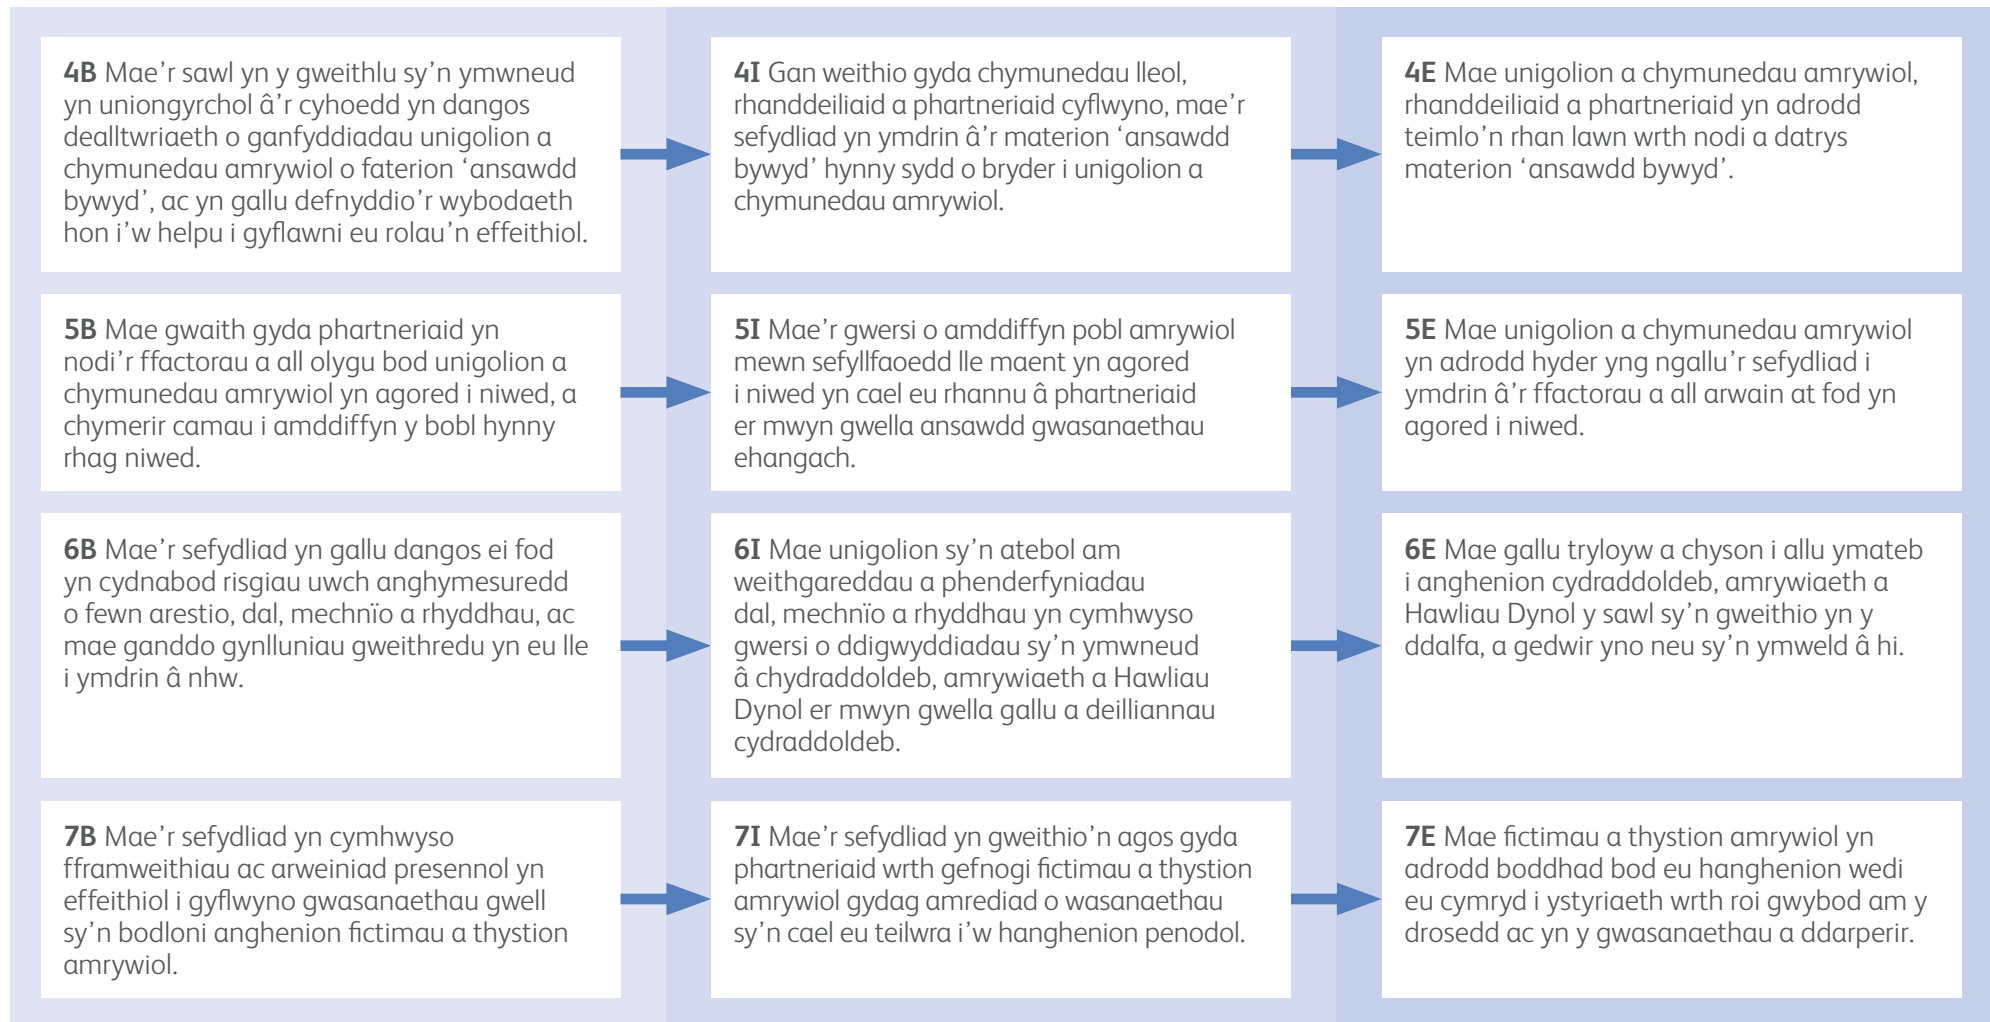 4B Mae’r sawl yn y gweithlu sy’n ymwneud
yn uniongyrchol â’r cyhoedd yn dangos
dealltwriaeth o ganfyddiadau unigolion a
chymunedau amrywiol o faterion ‘ansawdd
bywyd’, ac yn gallu defnyddio’r wybodaeth
hon i’w helpu i gyflawni eu rolau’n effeithiol.
4I Gan weithio gyda chymunedau lleol,
rhanddeiliaid a phartneriaid cyflwyno, mae’r
sefydliad yn ymdrin â’r materion ‘ansawdd
bywyd’ hynny sydd o bryder i unigolion a
chymunedau amrywiol.
4E Mae unigolion a chymunedau amrywiol,
rhanddeiliaid a phartneriaid yn adrodd
teimlo’n rhan lawn wrth nodi a datrys
materion ‘ansawdd bywyd’.
5B Mae gwaith gyda phartneriaid yn
nodi’r ffactorau a all olygu bod unigolion a
chymunedau amrywiol yn agored i niwed, a
chymerir camau i amddiffyn y bobl hynny
rhag niwed.
5I Mae’r gwersi o amddiffyn pobl amrywiol
mewn sefyllfaoedd lle maent yn agored
i niwed yn cael eu rhannu â phartneriaid
er mwyn gwella ansawdd gwasanaethau
ehangach.
5E Mae unigolion a chymunedau amrywiol
yn adrodd hyder yng ngallu’r sefydliad i
ymdrin â’r ffactorau a all arwain at fod yn
agored i niwed.
6B Mae’r sefydliad yn gallu dangos ei fod
yn cydnabod risgiau uwch anghymesuredd
o fewn arestio, dal, mechnïo a rhyddhau, ac
mae ganddo gynlluniau gweithredu yn eu lle
i ymdrin â nhw.
6I Mae unigolion sy’n atebol am
weithgareddau a phenderfyniadau
dal, mechnïo a rhyddhau yn cymhwyso
gwersi o ddigwyddiadau sy’n ymwneud
â chydraddoldeb, amrywiaeth a Hawliau
Dynol er mwyn gwella gallu a deilliannau
cydraddoldeb.
6E Mae gallu tryloyw a chyson i allu ymateb
i anghenion cydraddoldeb, amrywiaeth a
Hawliau Dynol y sawl sy’n gweithio yn y
ddalfa, a gedwir yno neu sy’n ymweld â hi.
7B Mae’r sefydliad yn cymhwyso
fframweithiau ac arweiniad presennol yn
effeithiol i gyflwyno gwasanaethau gwell
sy’n bodloni anghenion fictimau a thystion
amrywiol.
7I Mae’r sefydliad yn gweithio’n agos gyda
phartneriaid wrth gefnogi fictimau a thystion
amrywiol gydag amrediad o wasanaethau
sy’n cael eu teilwra i’w hanghenion penodol.
7E Mae fictimau a thystion amrywiol yn
adrodd boddhad bod eu hanghenion wedi
eu cymryd i ystyriaeth wrth roi gwybod am y
drosedd ac yn y gwasanaethau a ddarperir.